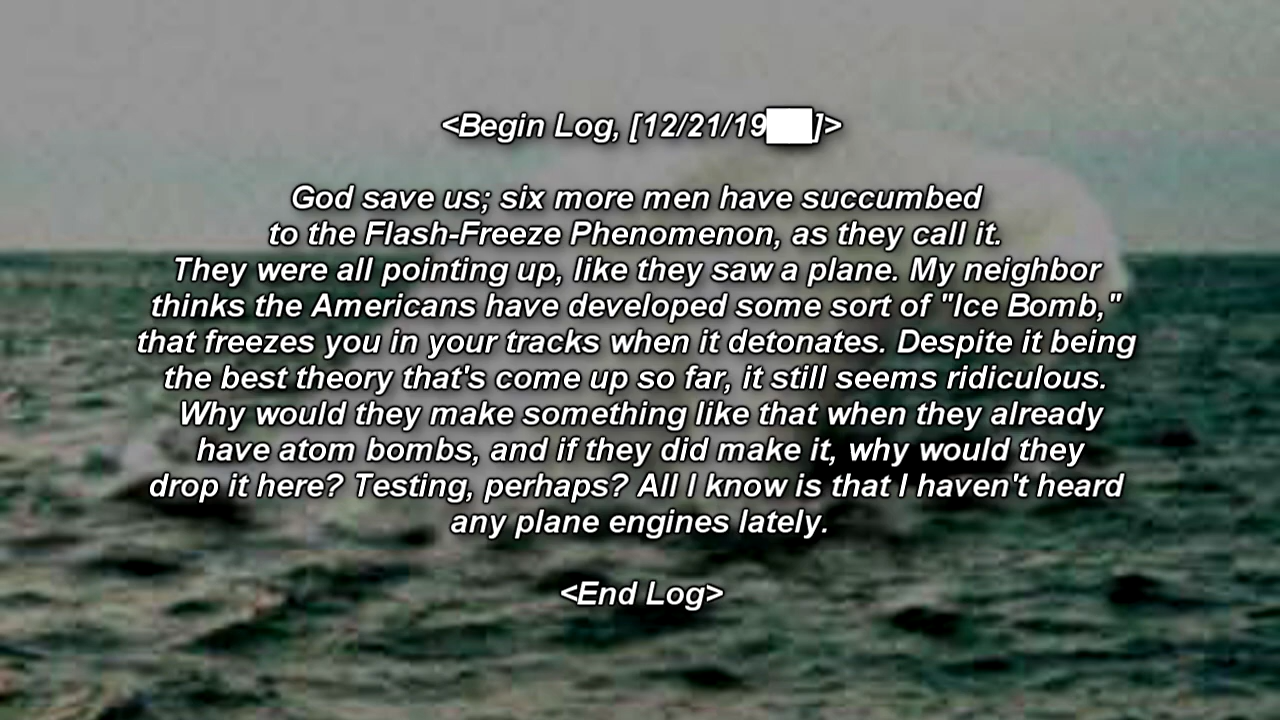 <Begin Log, [12/21/19██]>
God save us; six more men have succumbed
to the Flash-Freeze Phenomenon, as they call it.
They were all pointing up, like they saw a plane. My neighbor
thinks the Americans have developed some sort of "Ice Bomb,"
that freezes you in your tracks when it detonates. Despite it being
the best theory that's come up so far, it still seems ridiculous.
Why would they make something like that when they already
have atom bombs, and if they did make it, why would they
drop it here? Testing, perhaps? All I know is that I haven't heard
any plane engines lately.
<End Log>